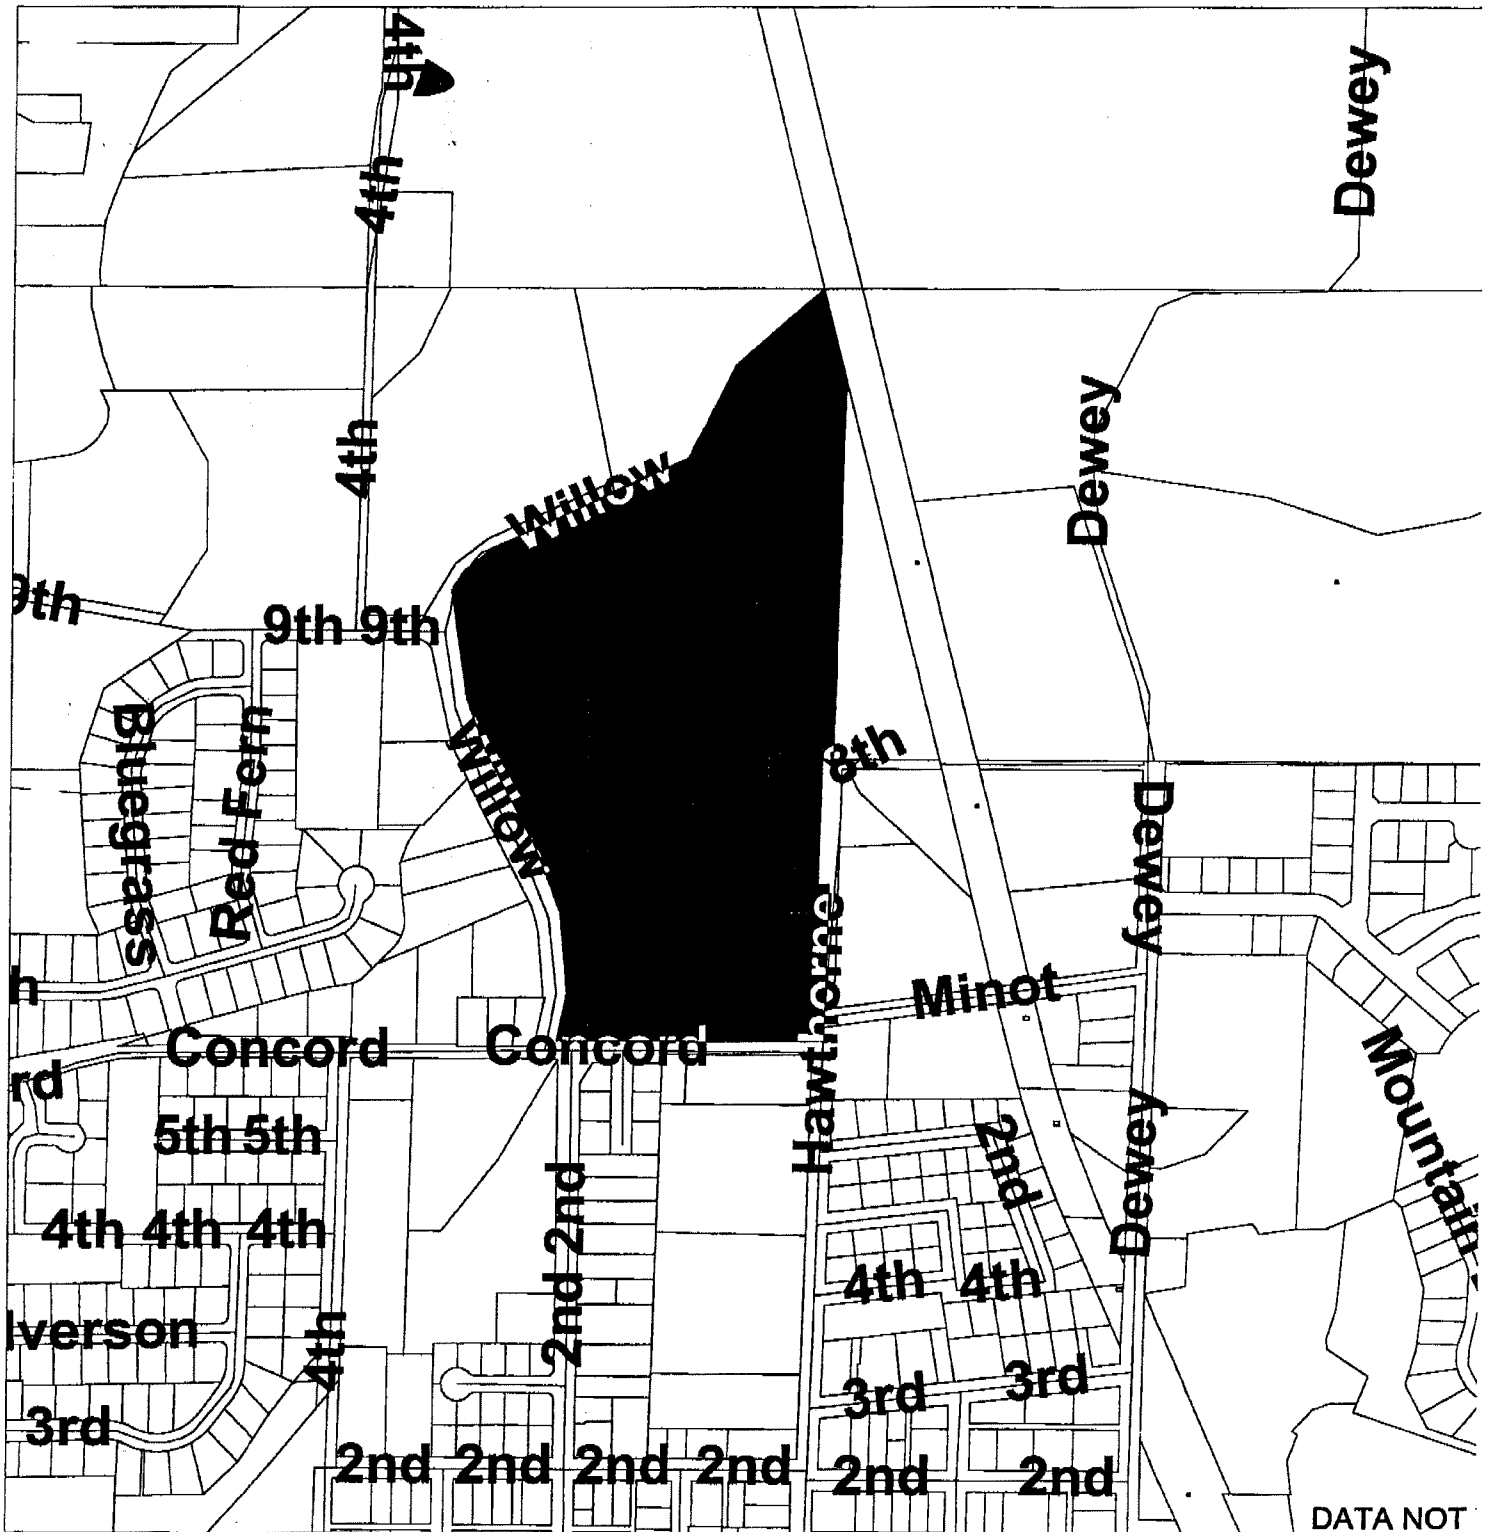 4th
Dewey
4th
4th
Dewey
Willow
9th
9th 9th
Bluegrass
Red Fern
Willow
8th
Dewey
Hawthorne
Minot
h
Concord
Concord
rd
Mountain
5th 5th
2nd
Dewey
2nd
4th 4th 4th
4th
4th
2nd
lverson
4th
3rd
3rd
3rd
2nd 2nd 2nd 2nd
2nd
2nd
DATA NOT